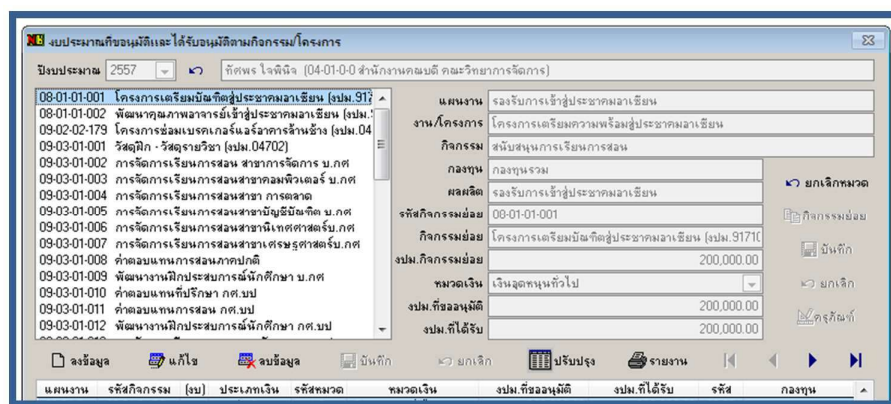 งบประมาณที่ขออนุมัติและได้รับอนุมัติตามกิจกรรม/โครงการ
ปีงบประมาณ 2557 ทัศพร ใจพินิจ (04-01-0-0 สำนักงานคณบดี คณะวิทยาการจัดการ)
08-01-01-001 โครงการเตรียมบัณฑิตสู่ประชาคมอาเซียน (งปม.917
08-01-01-002 พัฒนาคุณภาพอาจารย์เข้าสู่ประชาคมอาเซียน (งปม.
09-02-02-179 โครงการซ่อมเบรคเกอร์แอร์อาคารล้านช้าง (งปม.04
09-03-01-001 วัสดุฝึก - วัสดุรายวิชา (งปม.04702)
09-03-01-002 การจัดการเรียนการสอน สาขาการจัดการ บ.กศ
09-03-01-003 การจัดการเรียนการสอนสาขาคอมพิวเตอร์ บ.กศ
09-03-01-004 การจัดการเรียนการสอนสาขา การตลาด
09-03-01-005 การจัดการเรียนการสอนสาขาบัญชีบัณฑิต บ.กศ
09-03-01-006 การจัดการเรียนการสอนสาขานิเทศศาสตร์บ.กศ
09-03-01-007 การจัดการเรียนการสอนสาขาเศรษฐศาสตร์บ.กศ
09-03-01-008 ค่าตอบแทนการสอนภาคปกติ
09-03-01-009 พัฒนางานฝึกประสบการณ์นักศึกษา บ.กศ
09-03-01-010 ค่าตอบแทนที่ปรึกษา กศ.บป
09-03-01-011 ค่าตอบแทนการสอน กศ.บป
09-03-01-012 พัฒนางานฝึกประสบการณ์นักศึกษา กศ.บป
แผนงาน รองรับการเข้าสู่ประชาคมอาเซียน
งาน/โครงการ โครงการเตรียมความพร้อมสู่ประชาคมอาเซียน
กิจกรรม สนับสนุนการเรียนการสอน
กองทุน กองทุนรวม
ผลผลิต รองรับการเข้าสู่ประชาคมอาเซียน
รหัสกิจกรรมย่อย 08-01-01-001
กิจกรรมย่อย โครงการเตรียมบัณฑิตสู่ประชาคมอาเซียน (งปม.9171(
งปม.กิจกรรมย่อย 200,000.00
หมวดเงิน เงินอุดหนุนทั่วไป
งปม.ที่ขออนุมัติ 200,000.00
งปม.ที่ได้รับ 200,000.00
ยกเลิกหมวด
กิจกรรมย่อย
บันทึก
ยกเลิก
ครุภัณฑ์
ลงข้อมูล แก้ไข ลบข้อมูล บันทึก ยกเลิก ปรับปรุง รายงาน
แผนงาน รหัสกิจกรรม (งบ) ประเภทเงิน รหัสหมวด หมวดเงิน งปม.ที่ขออนุมัติ งปม.ที่ได้รับ รหัส กองทุน